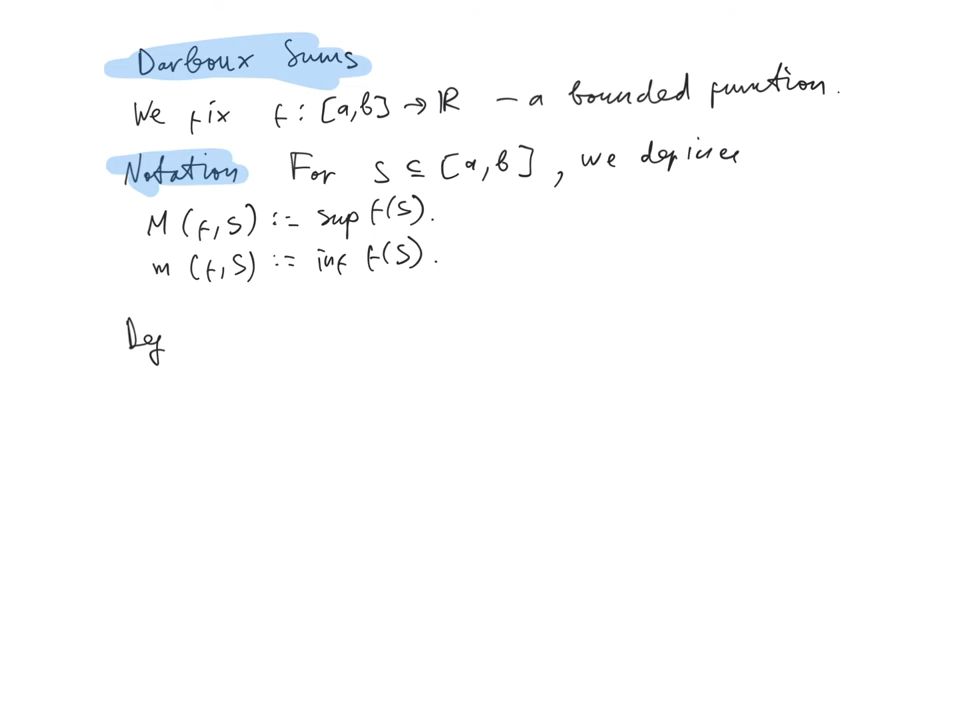 Darboux Sums
We fix f : [a,b] → ℝ – a bounded function.
Notation For S ⊆ [a,b], we define
M (f,S) := sup f(S).
m (f,S) := inf f(S).
Def